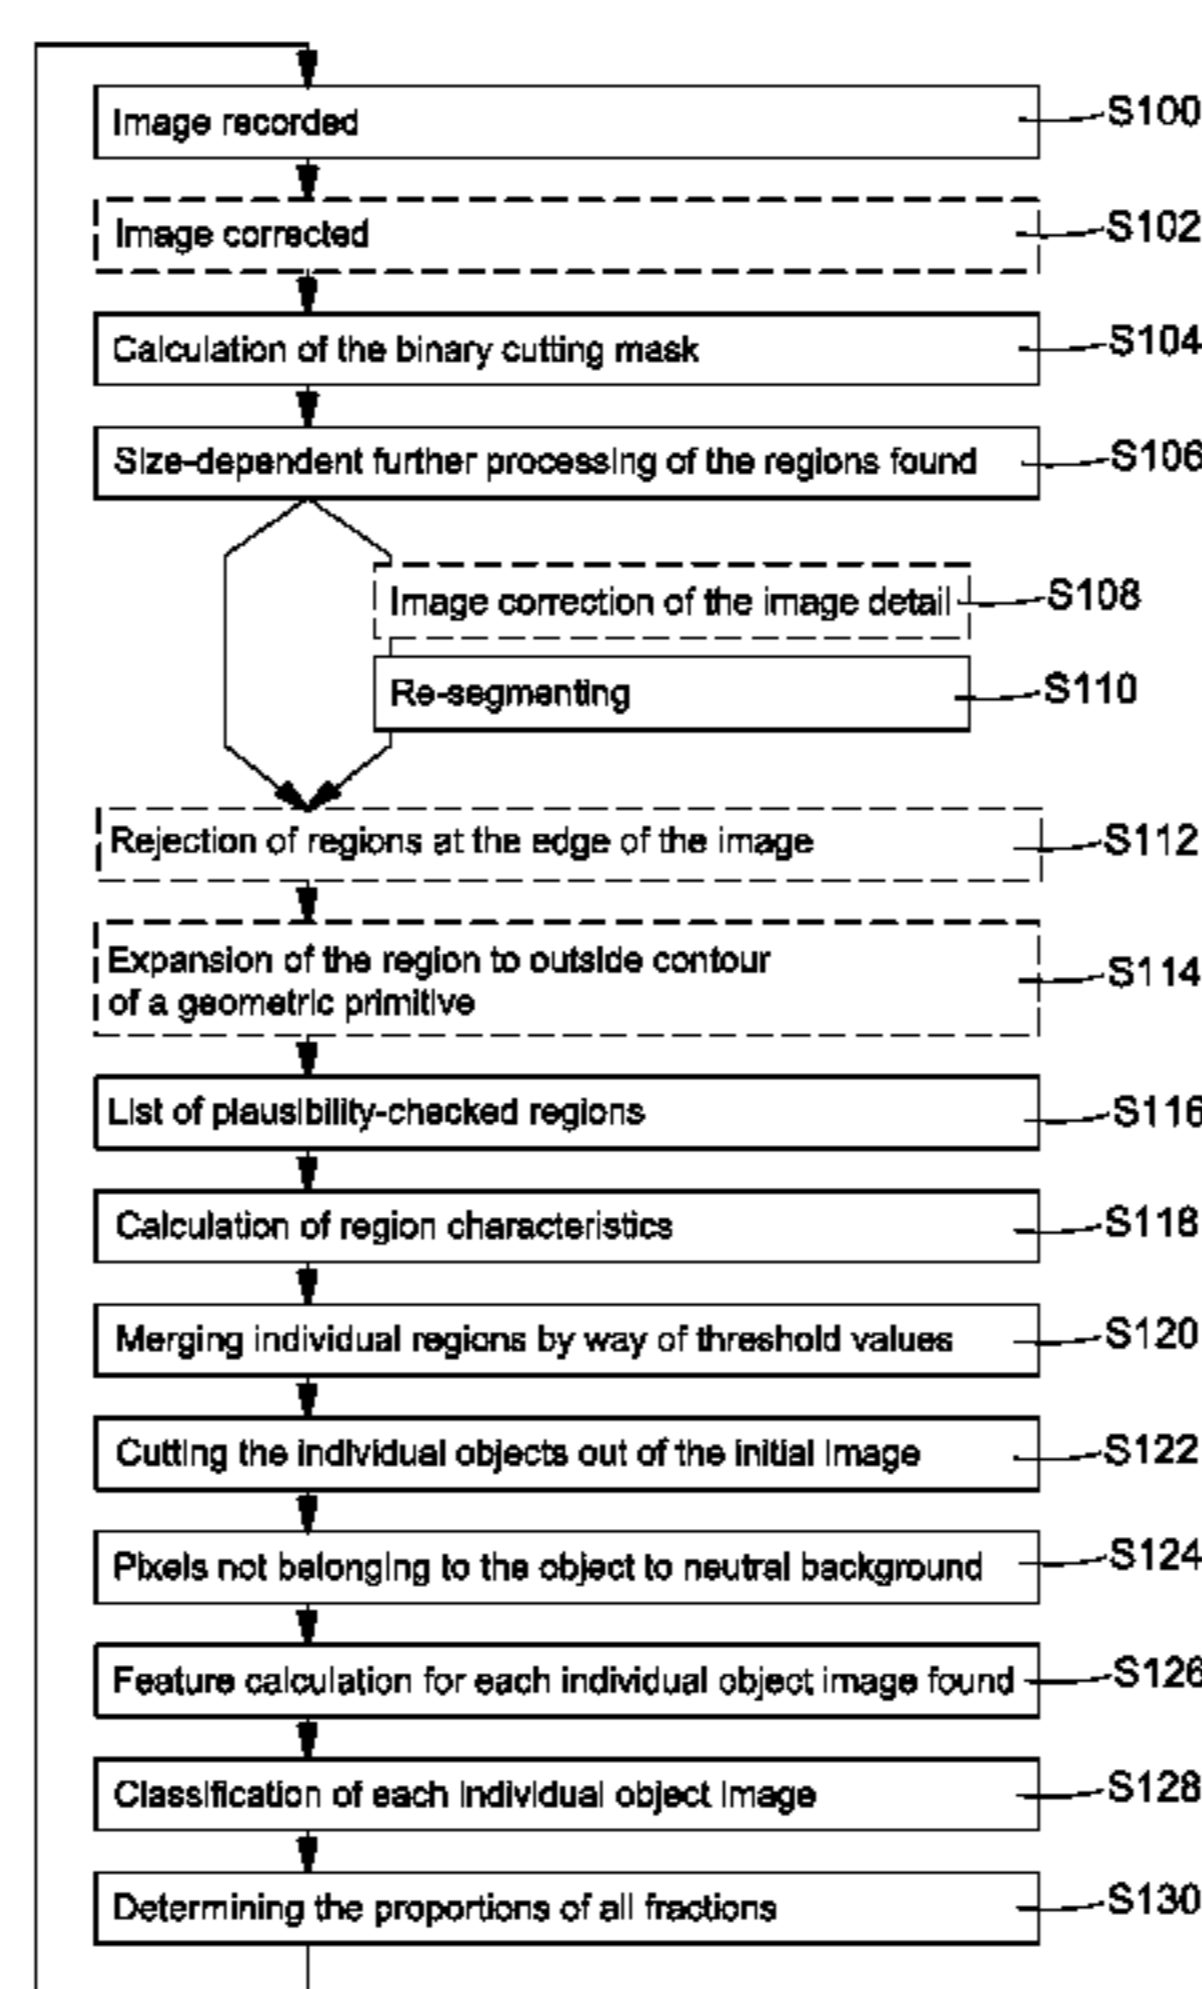 Image recorded S100
Image corrected S102
Calculation of the binary cutting mask S104
Size-dependent further processing of the regions found S106
Image correction of the image detail S108
Re-segmenting S110
Rejection of regions at the edge of the image S112
Expansion of the region to outside contour
of a geometric primitive S114
List of plausibility-checked regions S116
Calculation of region characteristics S118
Merging individual regions by way of threshold values S120
Cutting the individual objects out of the initial image S122
Pixels not belonging to the object to neutral background S124
Feature calculation for each individual object image found S126
Classification of each individual object image S128
Determining the proportions of all fractions S130